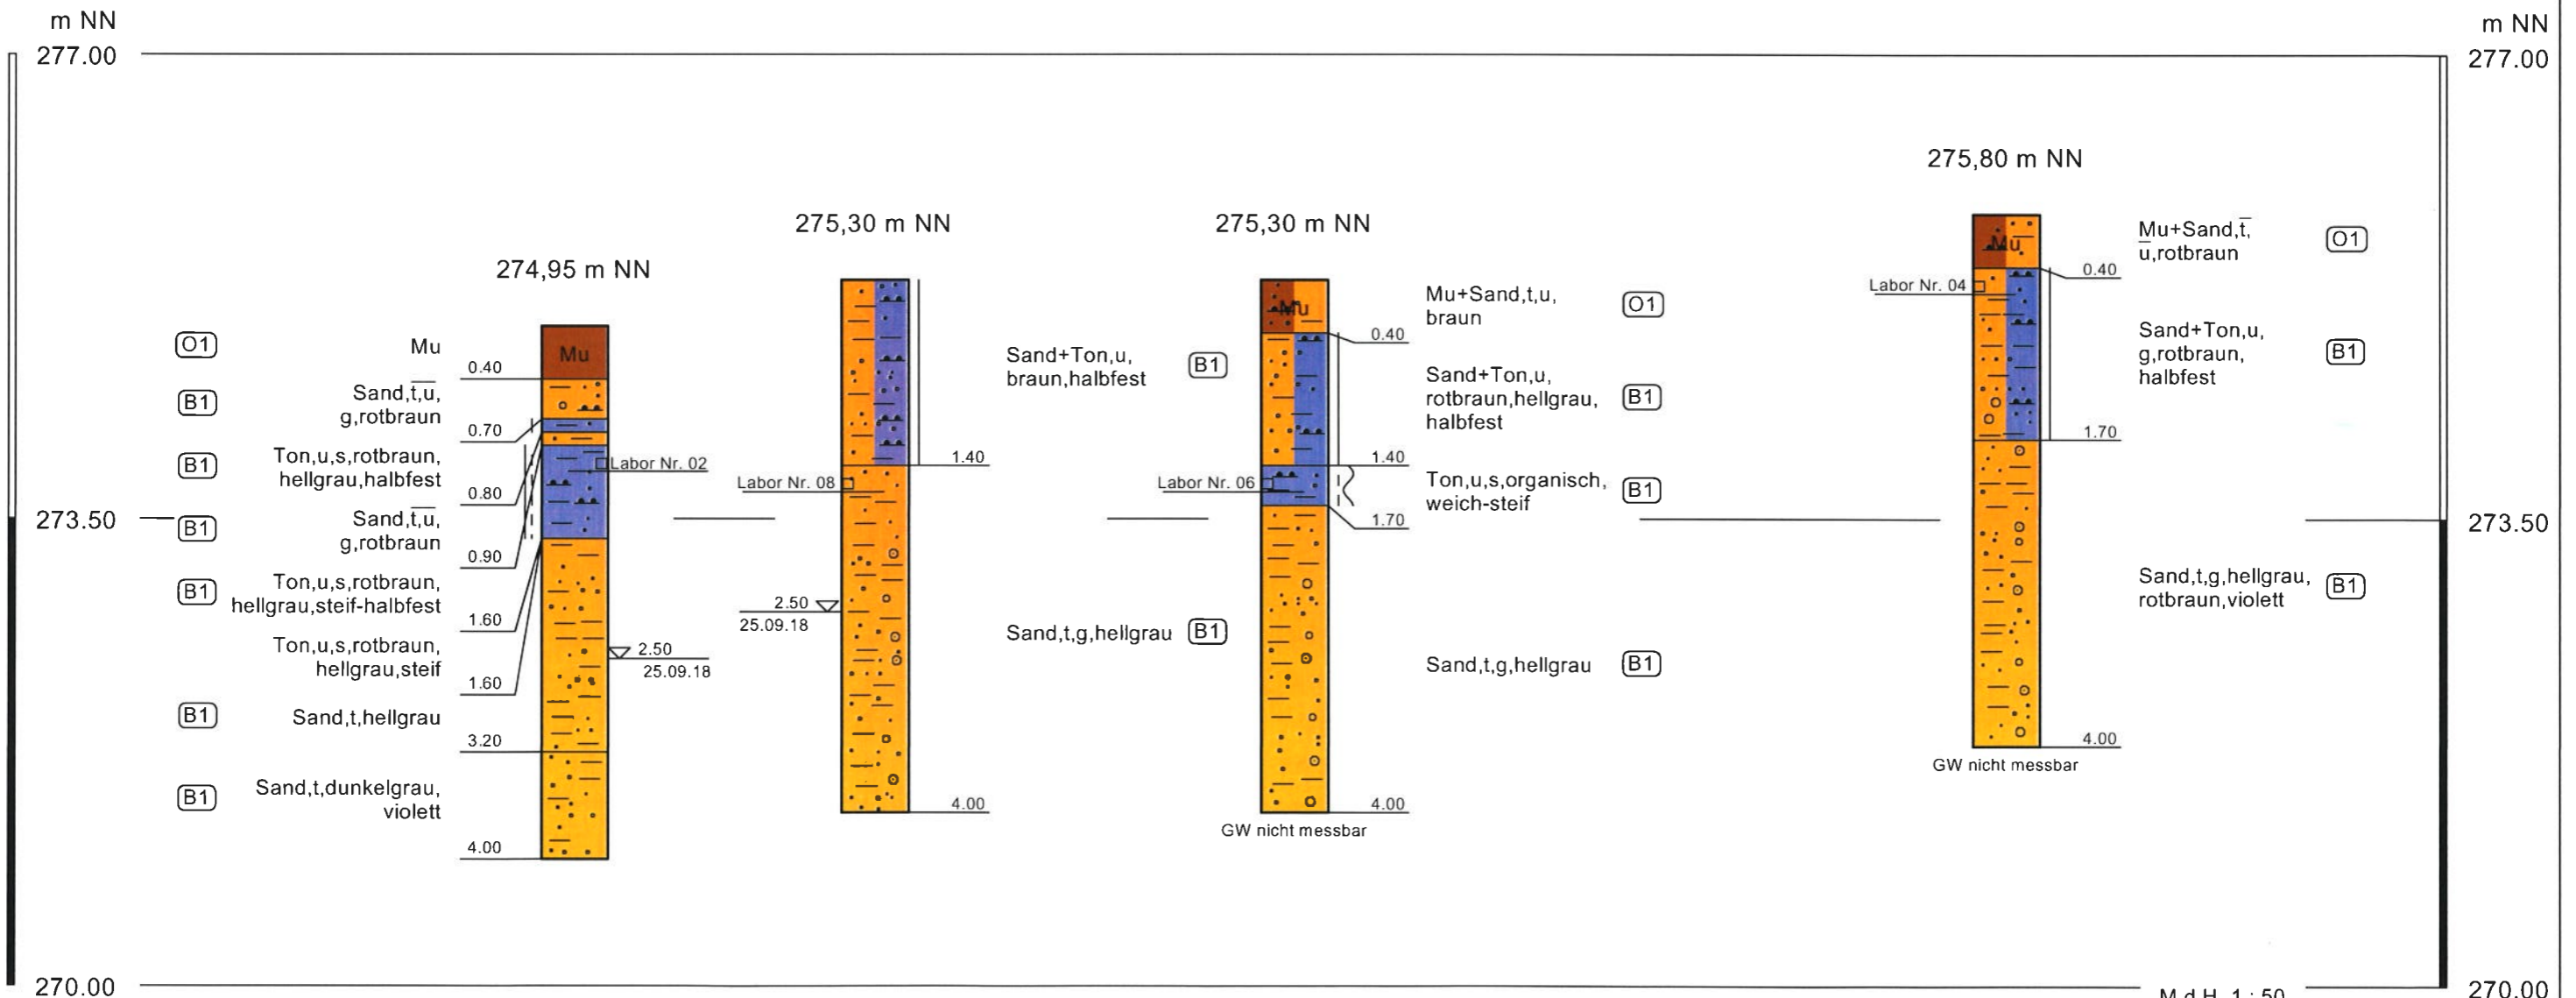 m NN
m NN
277.00
277.00
275,80 m NN
275,30 m NN
275,30 m NN
274,95 m NN
O1
Mu
Mu
0.40
B1
Sand,t̅,u̅,
g,rotbraun
0.70
B1
Ton,u,s,rotbraun,
hellgrau,halbfest
Labor Nr. 02
0.80
B1
Sand,t̅,u̅,
g,rotbraun
0.90
B1
Ton,u,s,rotbraun,
hellgrau,steif-halbfest
1.60
Ton,u,s,rotbraun,
hellgrau,steif
1.60
2.50
25.09.18
B1
Sand,t,hellgrau
3.20
B1
Sand,t,dunkelgrau,
violett
4.00
Sand+Ton,u,
braun,halbfest
B1
1.40
Labor Nr. 08
2.50
25.09.18
Sand,t,g,hellgrau
B1
4.00
Mu
Mu+Sand,t,u,
braun
O1
0.40
Sand+Ton,u,
rotbraun,hellgrau,
halbfest
B1
1.40
Labor Nr. 06
Ton,u,s,organisch,
weich-steif
B1
1.70
Sand,t,g,hellgrau
B1
4.00
GW nicht messbar
Mu
Mu+Sand,t̅,
u̅,rotbraun
O1
0.40
Labor Nr. 04
Sand+Ton,u,
g,rotbraun,
halbfest
B1
1.70
Sand,t,g,hellgrau,
rotbraun,violett
B1
4.00
GW nicht messbar
273.50
273.50
270.00
M.d.H. 1 : 50
270.00